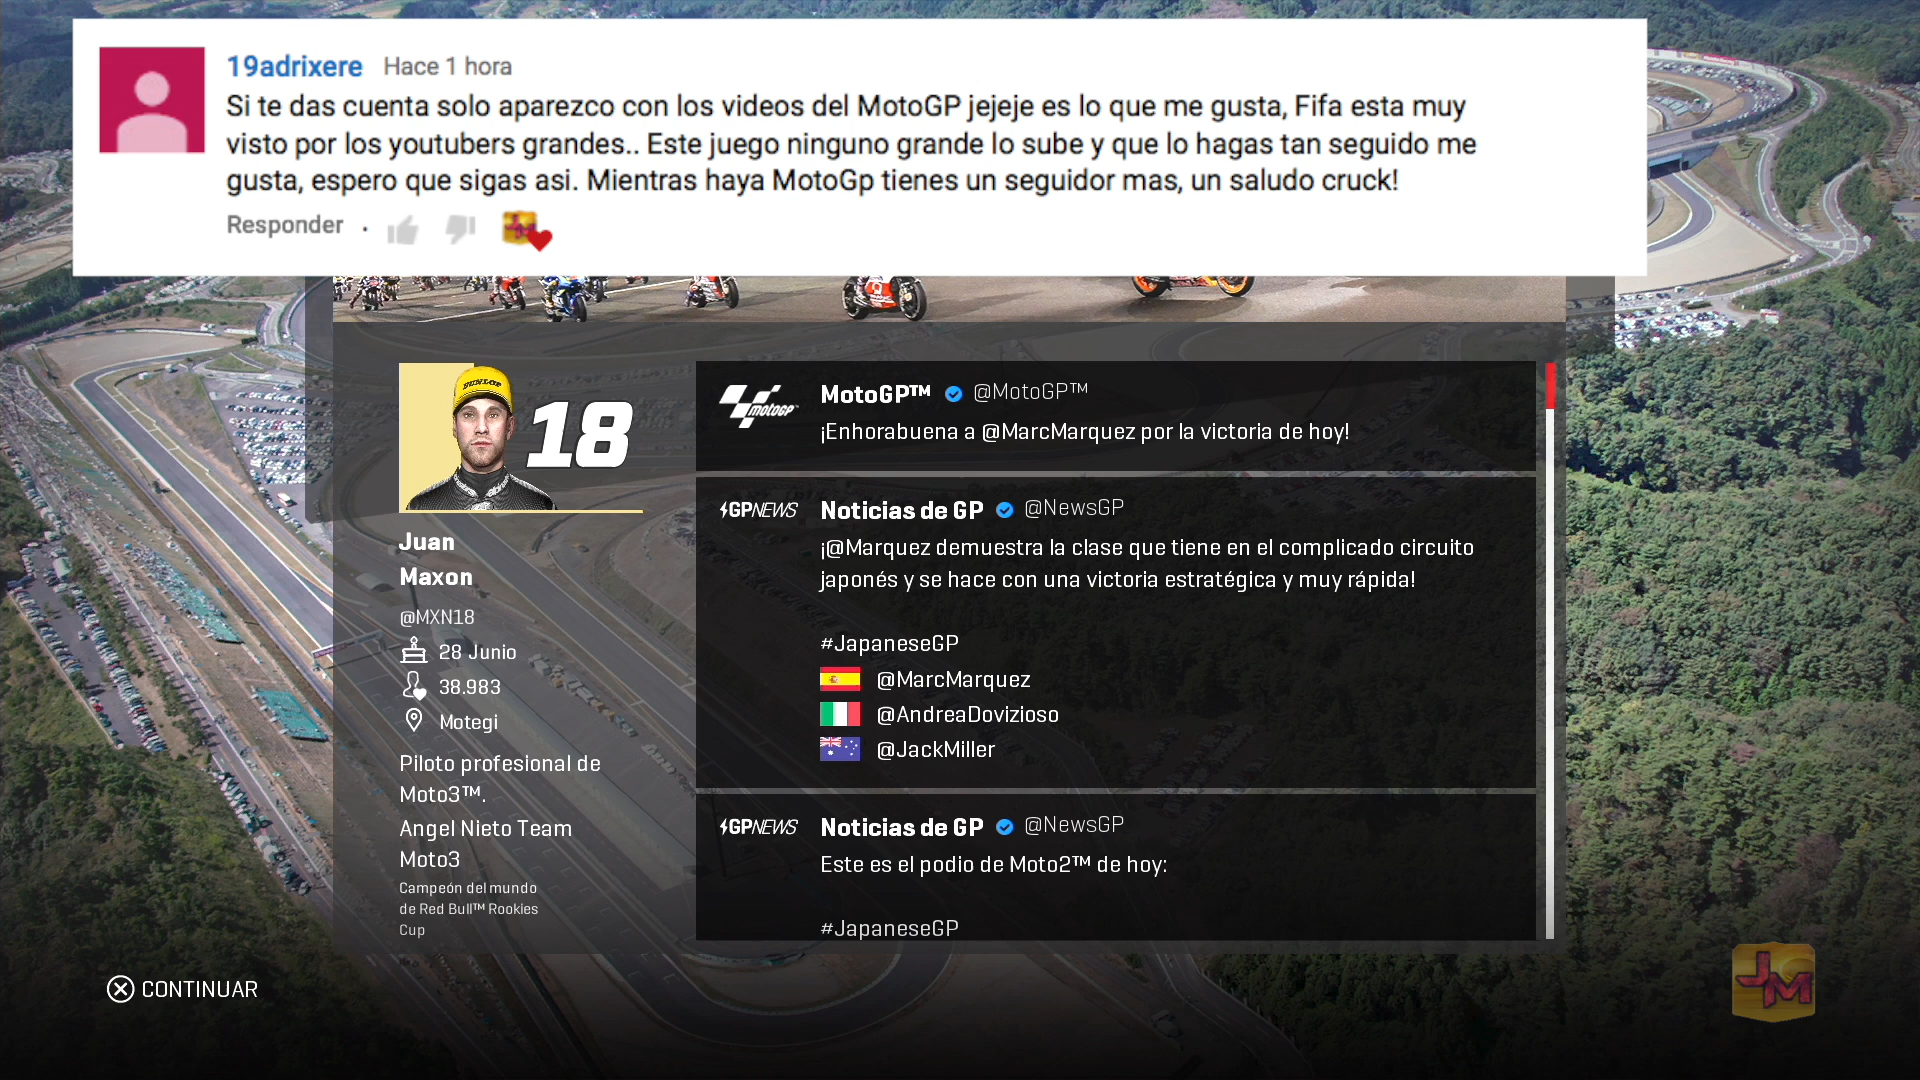 19adrixere Hace 1 hora
Si te das cuenta solo aparezco con los videos del MotoGP jejeje es lo que me gusta, Fifa esta muy
visto por los youtubers grandes.. Este juego ninguno grande lo sube y que lo hagas tan seguido me
gusta, espero que sigas asi. Mientras haya MotoGp tienes un seguidor mas, un saludo cruck!
Responder .
DUNLOP
18
Juan
Maxon
@MXN18
28 Junio
38.983
Motegi
Piloto profesional de
Moto3™.
Angel Nieto Team
Moto3
Campeón del mundo
de Red Bull™ Rookies
Cup
MotoGP™
MotoGP™ @MotoGP™
¡Enhorabuena a @MarcMarquez por la victoria de hoy!
GPNEWS
Noticias de GP @NewsGP
¡@Marquez demuestra la clase que tiene en el complicado circuito
japonés y se hace con una victoria estratégica y muy rápida!
#JapaneseGP
@MarcMarquez
@AndreaDovizioso
@JackMiller
GPNEWS
Noticias de GP @NewsGP
Este es el podio de Moto2™ de hoy:
#JapaneseGP
CONTINUAR
JM